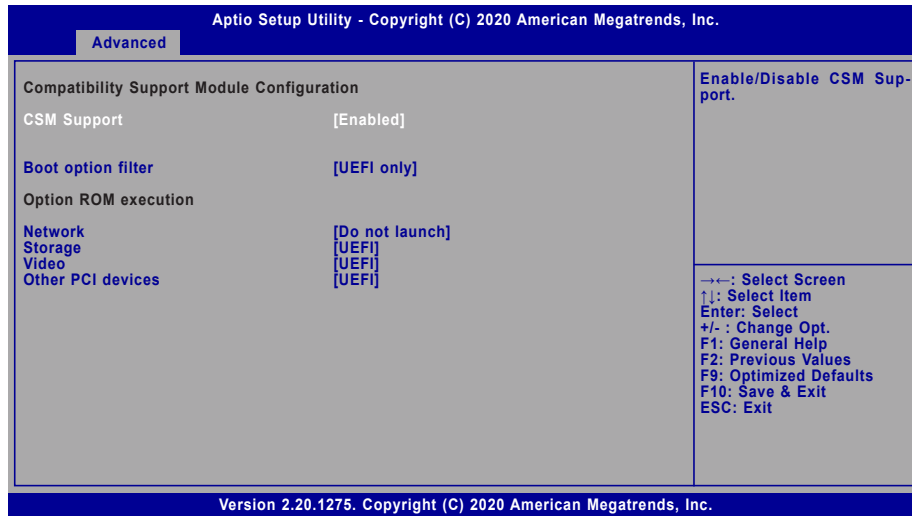 Aptio Setup Utility - Copyright (C) 2020 American Megatrends, Inc.
Advanced
Compatibility Support Module Configuration
CSM Support [Enabled]
Boot option filter [UEFI only]
Option ROM execution
Network [Do not launch]
Storage [UEFI]
Video [UEFI]
Other PCI devices [UEFI]
Enable/Disable CSM Sup-
port.
→←: Select Screen
↑↓: Select Item
Enter: Select
+/- : Change Opt.
F1: General Help
F2: Previous Values
F9: Optimized Defaults
F10: Save & Exit
ESC: Exit
Version 2.20.1275. Copyright (C) 2020 American Megatrends, Inc.